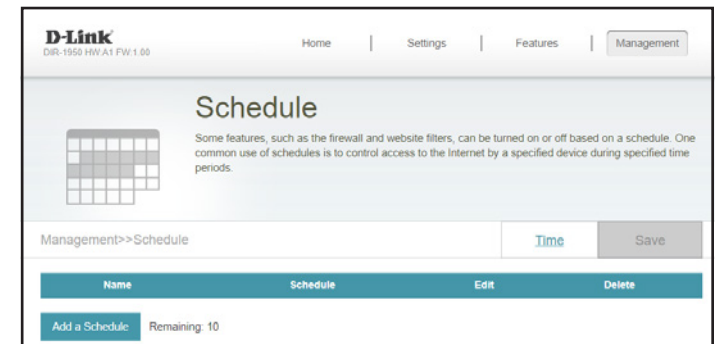 D-Link
DIR-1950 HW A1 FW 1.00
Home | Settings | Features | Management
Schedule
Some features, such as the firewall and website filters, can be turned on or off based on a schedule. One
common use of schedules is to control access to the Internet by a specified device during specified time
periods.
Management>>Schedule
Time
Save
Name Schedule Edit Delete
Add a Schedule Remaining: 10